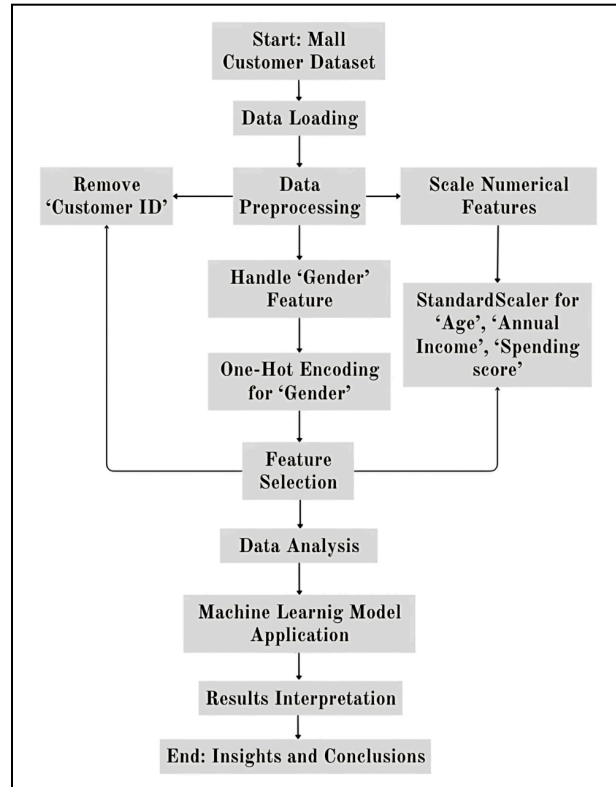 Start: Mall
Customer Dataset
Data Loading
Remove
‘Customer ID’
Data
Preprocessing
Scale Numerical
Features
Handle ‘Gender’
Feature
StandardScaler for
‘Age’, ‘Annual
Income’, ‘Spending
score’
One-Hot Encoding
for ‘Gender’
Feature
Selection
Data Analysis
Machine Learnig Model
Application
Results Interpretation
End: Insights and Conclusions